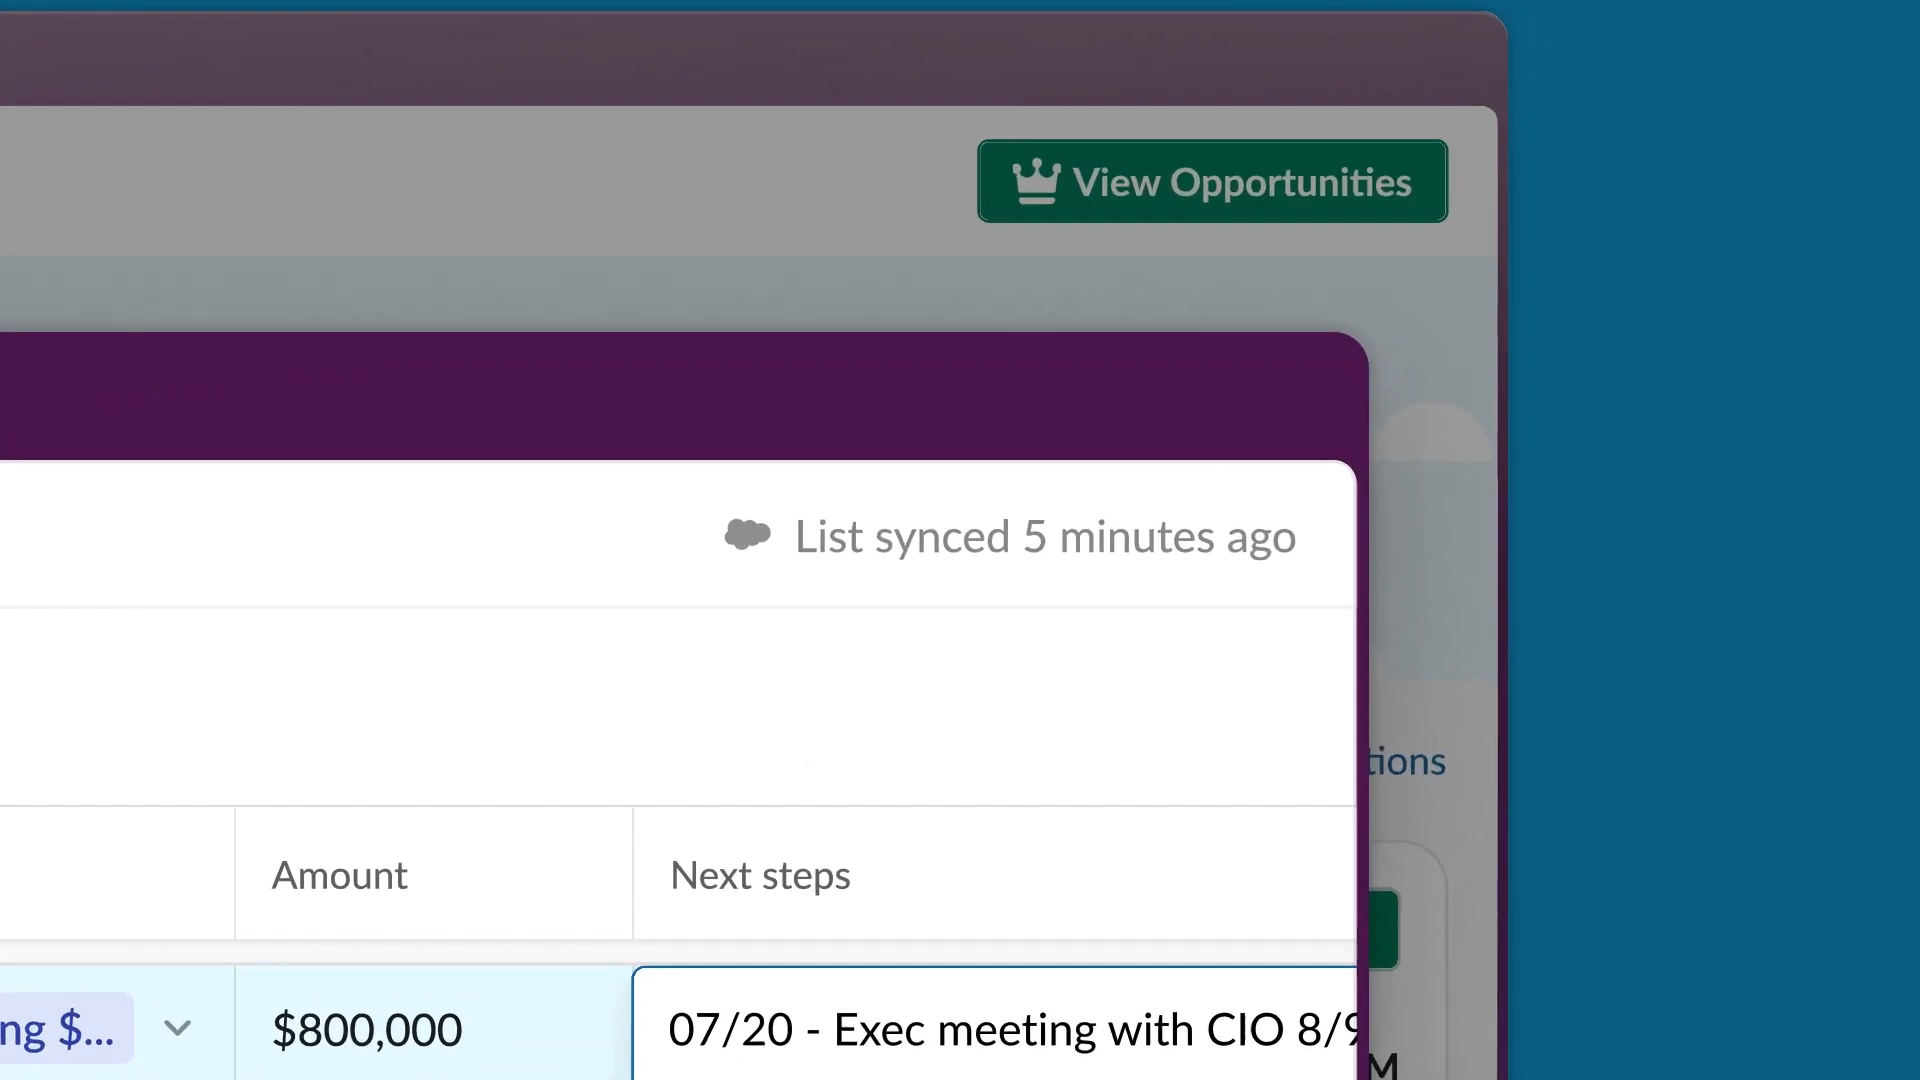 View Opportunities
List synced 5 minutes ago
tions
Amount
Next steps
ng $...
$800,000
07/20 - Exec meeting with CIO 8/9
M